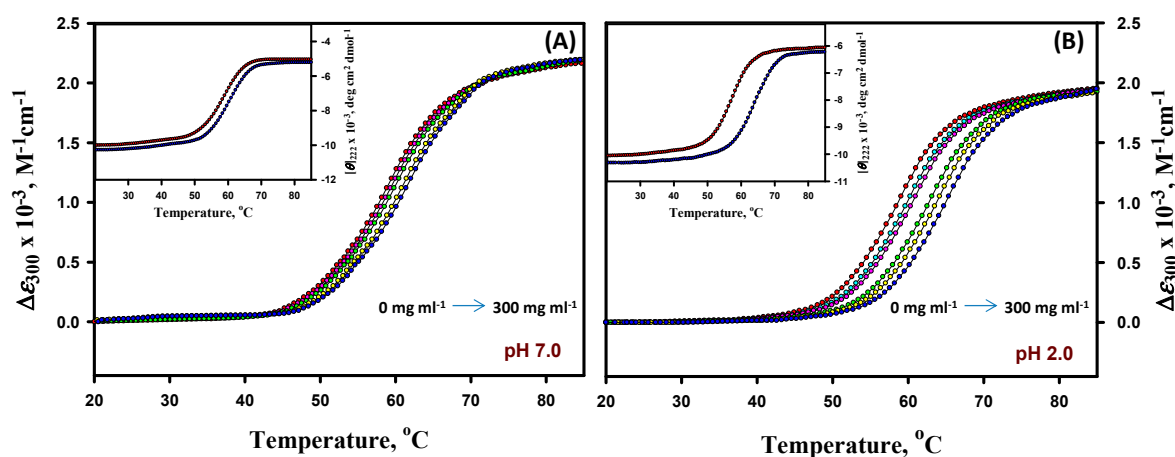 (A)
2.5
2.0
1.5
1.0
0.5
0.0
Δε300 x 10-3, M-1cm-1
20 30 40 50 60 70 80
Temperature, oC
0 mg ml-1 → 300 mg ml-1
pH 7.0
-4
-6
-8
-10
-12
[θ]222 x 10-3, deg cm2 dmol-1
30 40 50 60 70 80
Temperature, oC
(B)
2.5
2.0
1.5
1.0
0.5
0.0
Δε300 x 10-3, M-1cm-1
20 30 40 50 60 70 80
Temperature, oC
0 mg ml-1 → 300 mg ml-1
pH 2.0
-6
-7
-8
-9
-10
-11
[θ]222 x 10-3, deg cm2 dmol-1
30 40 50 60 70 80
Temperature, oC